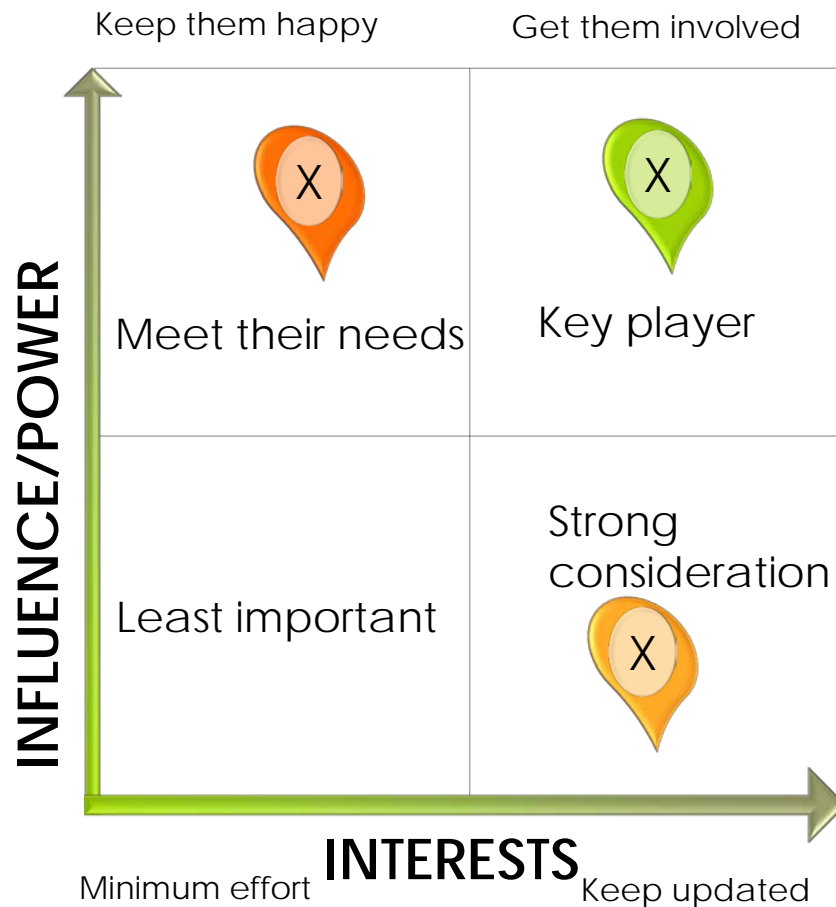 Keep them happy
Get them involved
X
X
Meet their needs
Key player
INFLUENCE/POWER
Strong
consideration
Least important
X
INTERESTS
Minimum effort
Keep updated